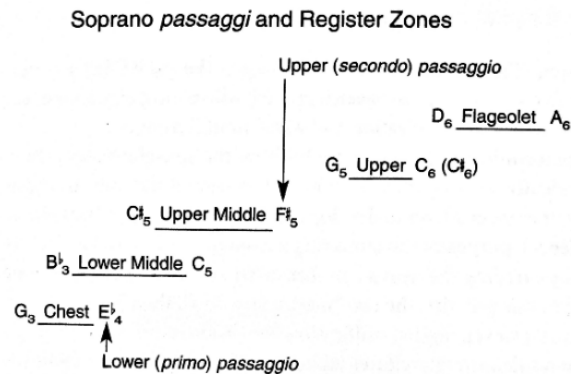 Soprano passaggi and Register Zones
Upper (secondo) passaggio
D₆ Flageolet A₆
G₅ Upper C₆ (C♯₆)
C♯₅ Upper Middle F♯₅
B♭₃ Lower Middle C₅
G₃ Chest E♭₄
Lower (primo) passaggio